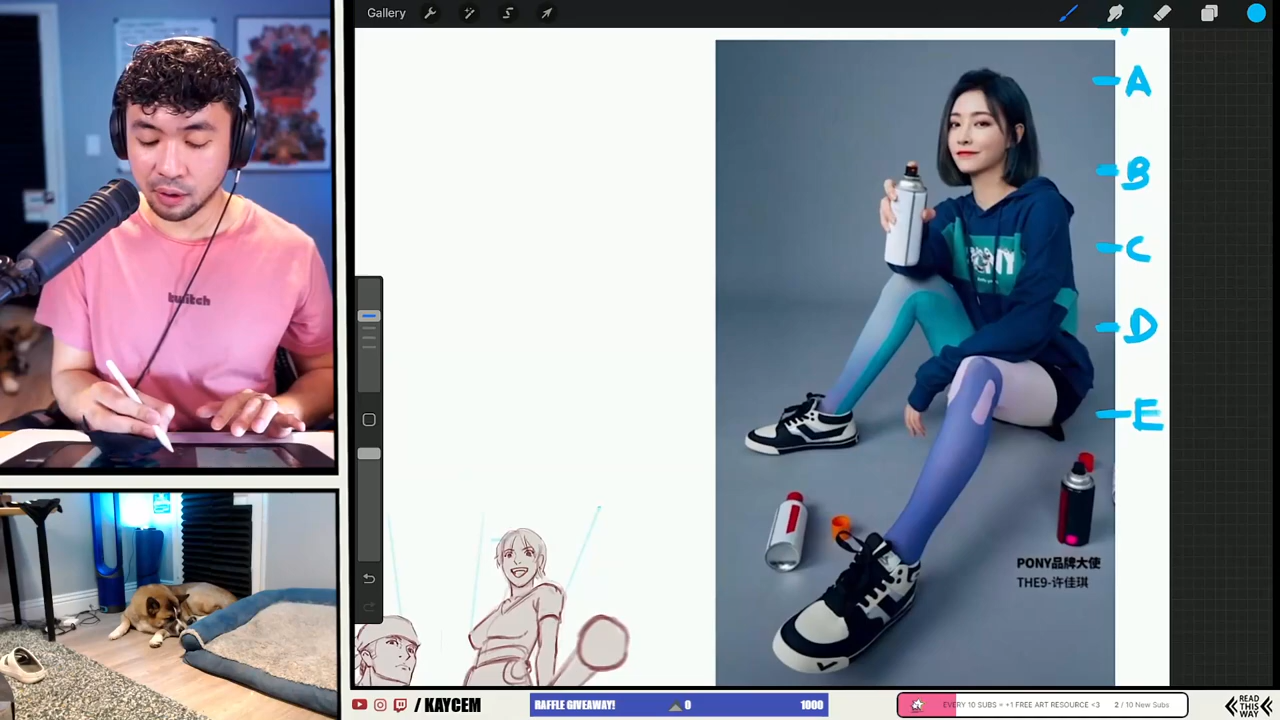 Gallery
A
B
C
D
E
twitch
PONY
PONY品牌大使
THE9-许佳琪
/ KAYCEM
RAFFLE GIVEAWAY!
0
1000
EVERY 10 SUBS = +1 FREE ART RESOURCE <3
2 / 10 New Subs
READ
THIS
WAY